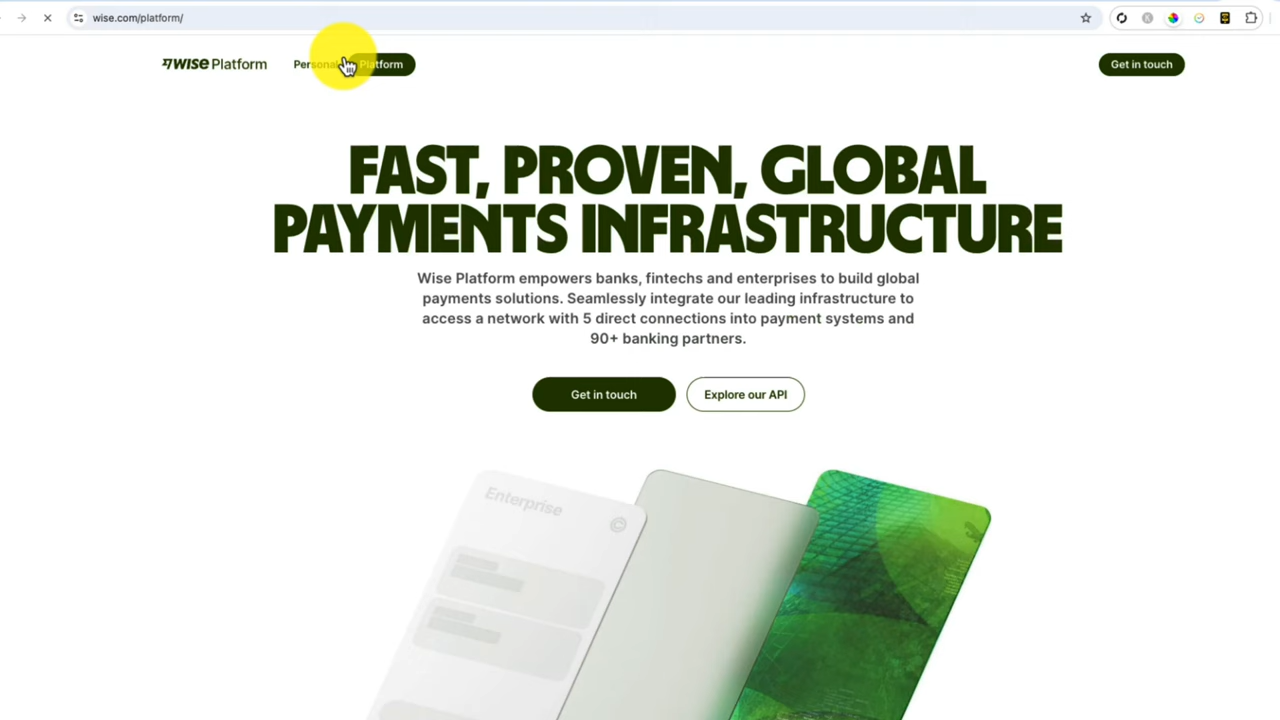 wise.com/platform/
WISE Platform
Personal
Platform
Get in touch
FAST, PROVEN, GLOBAL
PAYMENTS INFRASTRUCTURE
Wise Platform empowers banks, fintechs and enterprises to build global
payments solutions. Seamlessly integrate our leading infrastructure to
access a network with 5 direct connections into payment systems and
90+ banking partners.
Get in touch
Explore our API
Enterprise